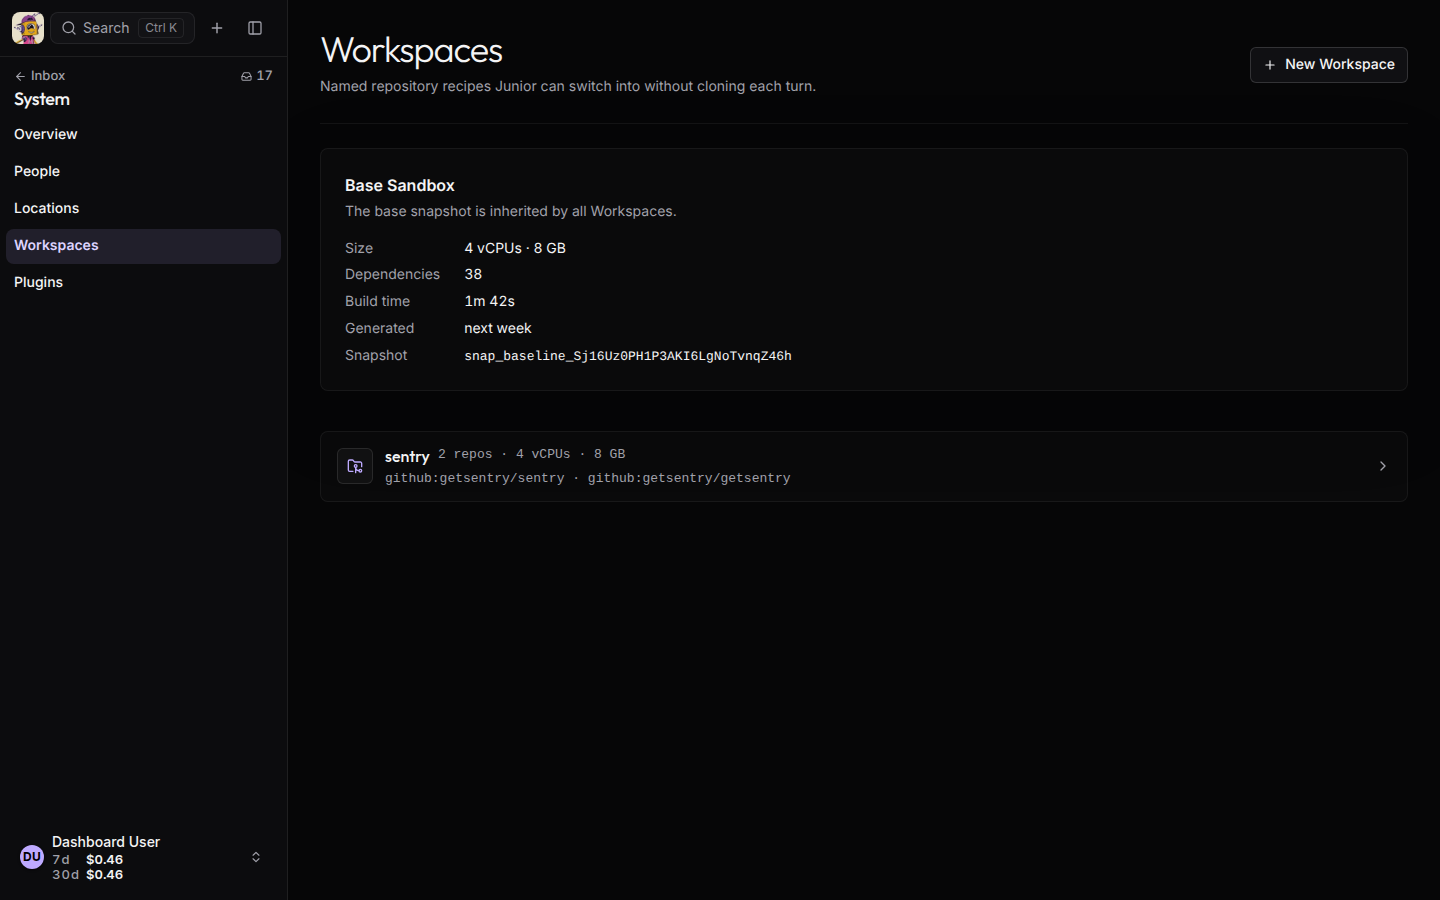 Search Ctrl K
Inbox 17
System
Overview
People
Locations
Workspaces
Plugins
Dashboard User
DU
7d $0.46
30d $0.46
Workspaces
Named repository recipes Junior can switch into without cloning each turn.
New Workspace
Base Sandbox
The base snapshot is inherited by all Workspaces.
Size 4 vCPUs · 8 GB
Dependencies 38
Build time 1m 42s
Generated next week
Snapshot snap_baseline_Sj16Uz0PH1P3AKI6LgNoTvnqZ46h
sentry 2 repos · 4 vCPUs · 8 GB
github:getsentry/sentry · github:getsentry/getsentry